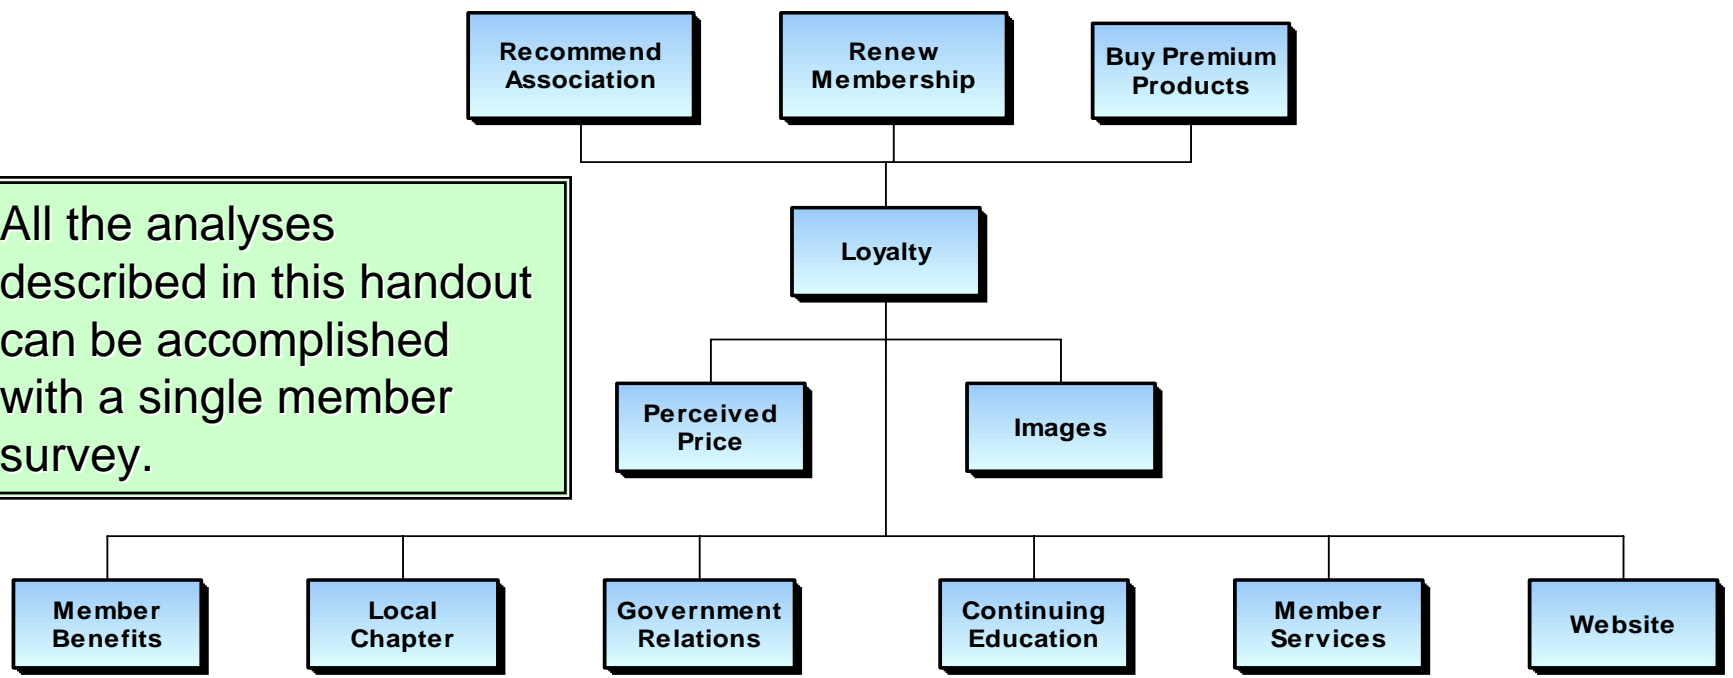 Recommend
Association
Renew
Membership
Buy Premium
Products
All the analyses
described in this handout
can be accomplished
with a single member
survey.
Loyalty
Perceived
Price
Images
Member
Benefits
Local
Chapter
Government
Relations
Continuing
Education
Member
Services
Website